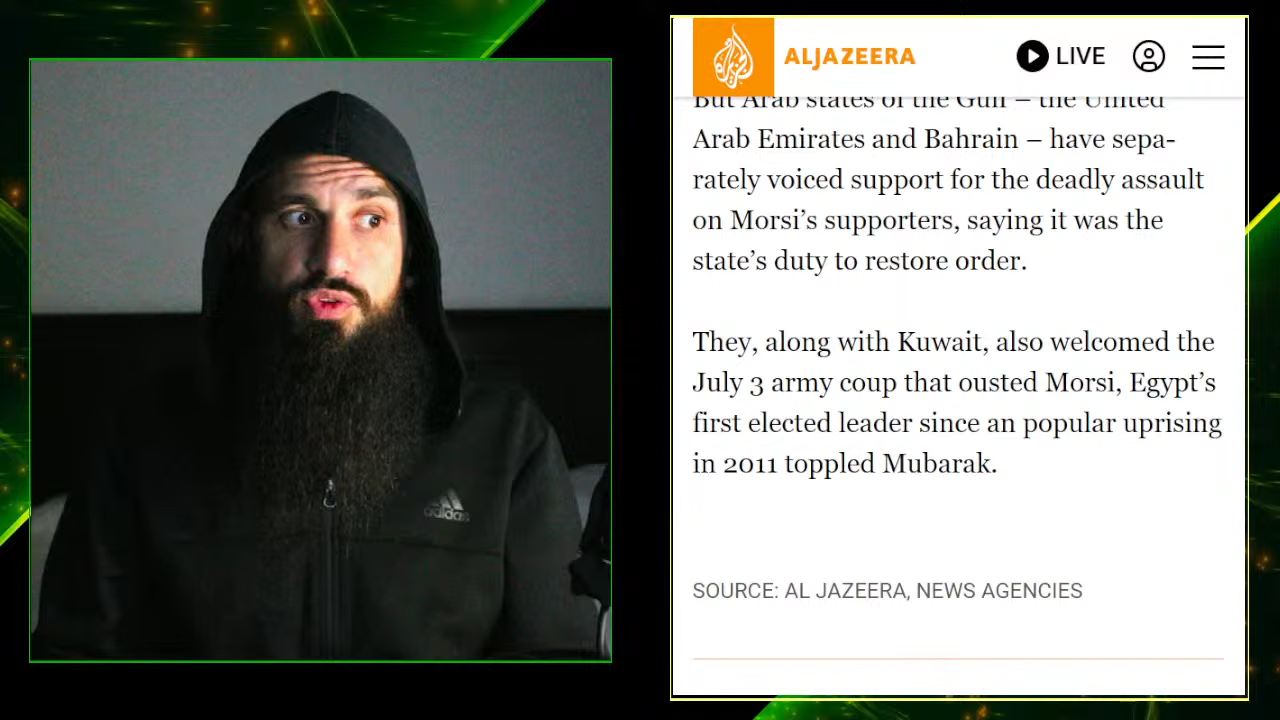 ALJAZEERA
LIVE
But Arab states of the Gulf – the United
Arab Emirates and Bahrain – have sepa-
rately voiced support for the deadly assault
on Morsi’s supporters, saying it was the
state’s duty to restore order.
They, along with Kuwait, also welcomed the
July 3 army coup that ousted Morsi, Egypt’s
first elected leader since an popular uprising
in 2011 toppled Mubarak.
SOURCE: AL JAZEERA, NEWS AGENCIES
adidas